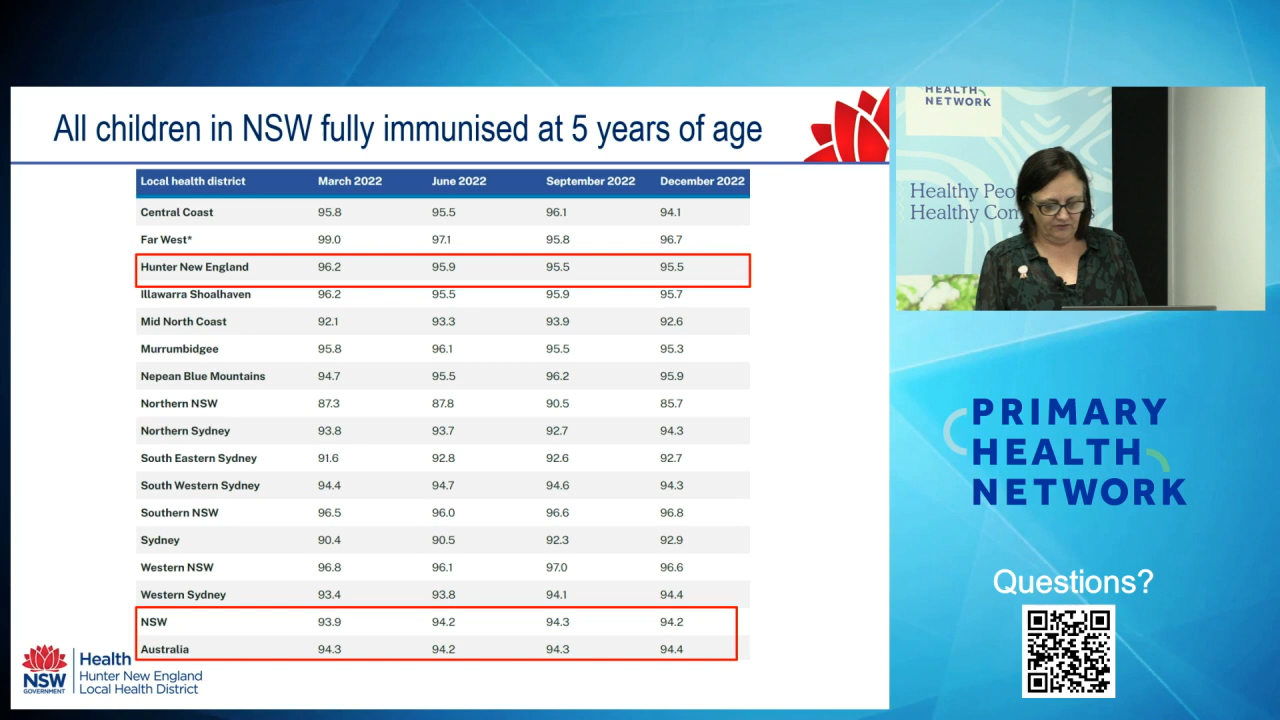 All children in NSW fully immunised at 5 years of age
Local health district March 2022 June 2022 September 2022 December 2022
Central Coast 95.8 95.5 96.1 94.1
Far West* 99.0 97.1 95.8 96.7
Hunter New England 96.2 95.9 95.5 95.5
Illawarra Shoalhaven 96.2 95.5 95.9 95.7
Mid North Coast 92.1 93.3 93.9 92.6
Murrumbidgee 95.8 96.1 95.5 95.3
Nepean Blue Mountains 94.7 95.5 96.2 95.9
Northern NSW 87.3 87.8 90.5 85.7
Northern Sydney 93.8 93.7 92.7 94.3
South Eastern Sydney 91.6 92.8 92.6 92.7
South Western Sydney 94.4 94.7 94.6 94.3
Southern NSW 96.5 96.0 96.6 96.8
Sydney 90.4 90.5 92.3 92.9
Western NSW 96.8 96.1 97.0 96.6
Western Sydney 93.4 93.8 94.1 94.4
NSW 93.9 94.2 94.3 94.2
Australia 94.3 94.2 94.3 94.4
NSW
GOVERNMENT
Health
Hunter New England
Local Health District
HEALTH
NETWORK
Healthy
Healthy
PRIMARY
HEALTH
NETWORK
Questions?